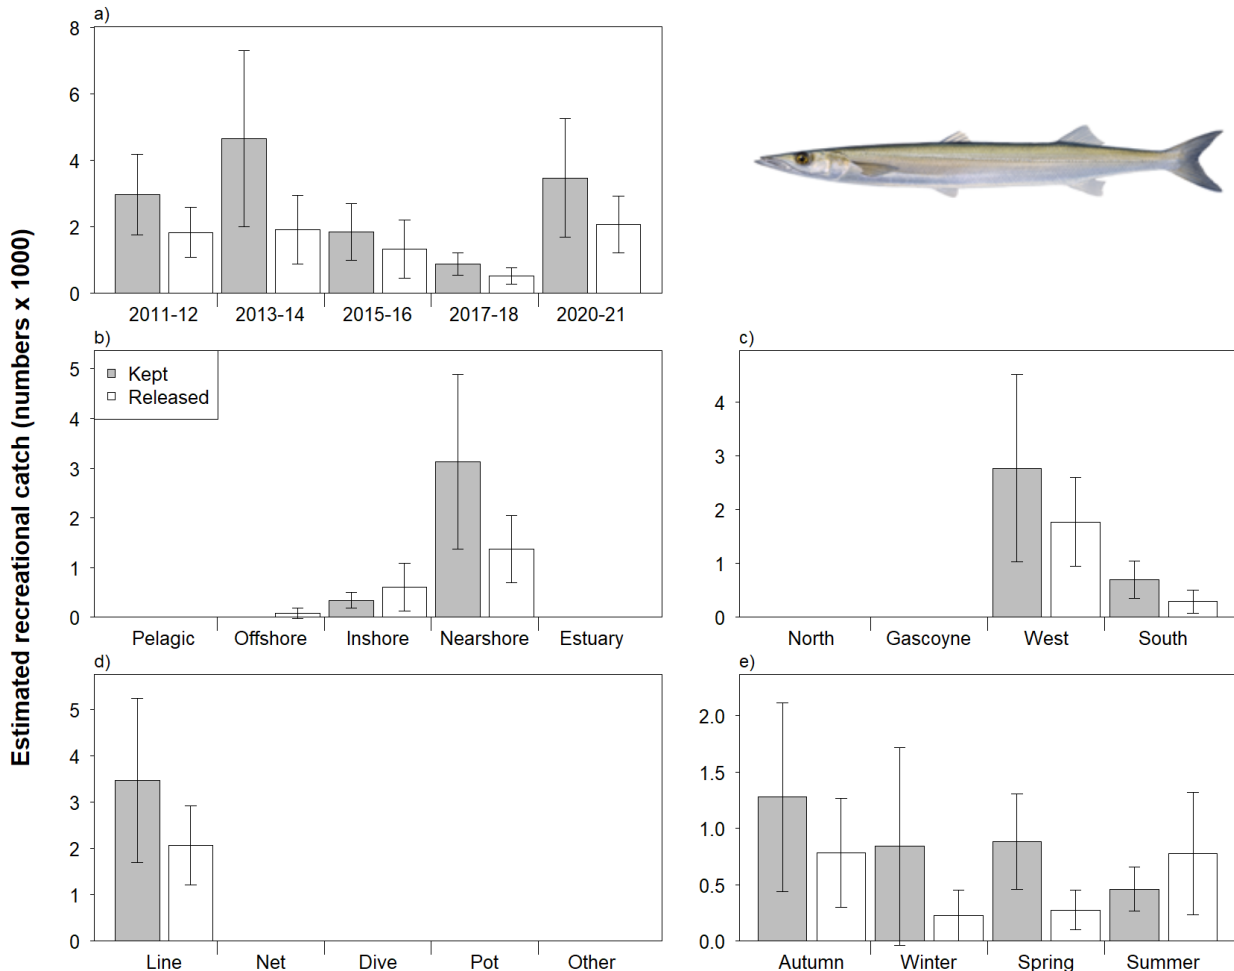 Estimated recreational catch (numbers x 1000)
a)
8
6
4
2
0
2011-12 2013-14 2015-16 2017-18 2020-21
b)
Kept
Released
5
4
3
2
1
0
Pelagic Offshore Inshore Nearshore Estuary
c)
4
3
2
1
0
North Gascoyne West South
d)
5
4
3
2
1
0
Line Net Dive Pot Other
e)
2.0
1.5
1.0
0.5
0.0
Autumn Winter Spring Summer